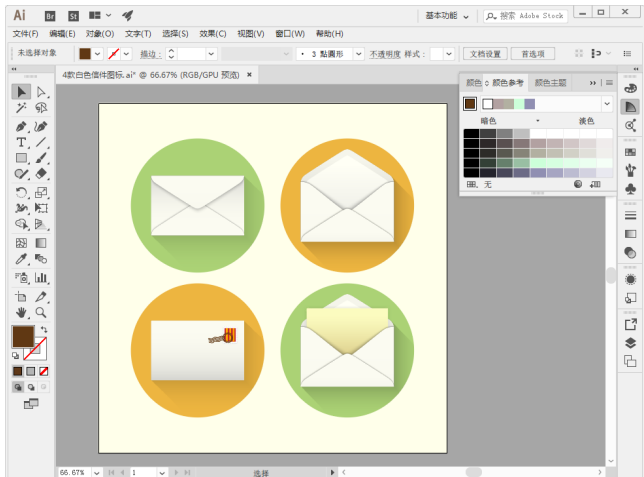 Ai Br St 基本功能 搜索 Adobe Stock
文件(F) 编辑(E) 对象(O) 文字(T) 选择(S) 效果(C) 视图(V) 窗口(W) 帮助(H)
未选择对象 描边: 3 點圓形 不透明度 样式: 文档设置 首选项
4款白色信件图标.ai* @ 66.67% (RGB/GPU 预览)
颜色 颜色参考 颜色主题
暗色 淡色
无
66.67% 1 选择